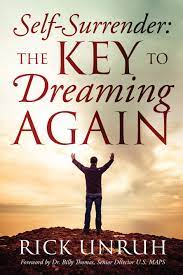 Self-Surrender:
THE KEY TO
Dreaming
AGAIN
RICK UNRUH
Foreword by Dr. Billy Thomas, Senior Director U.S. MAPS